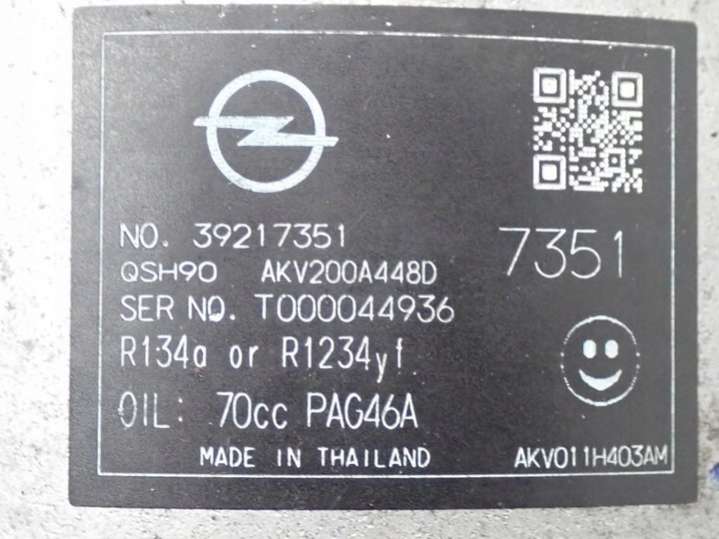 NO. 39217351
7351
QSH90 AKV200A448D
SER NO. T000044936
R134a or R1234yf
OIL: 70cc PAG46A
MADE IN THAILAND
AKV011H403AM